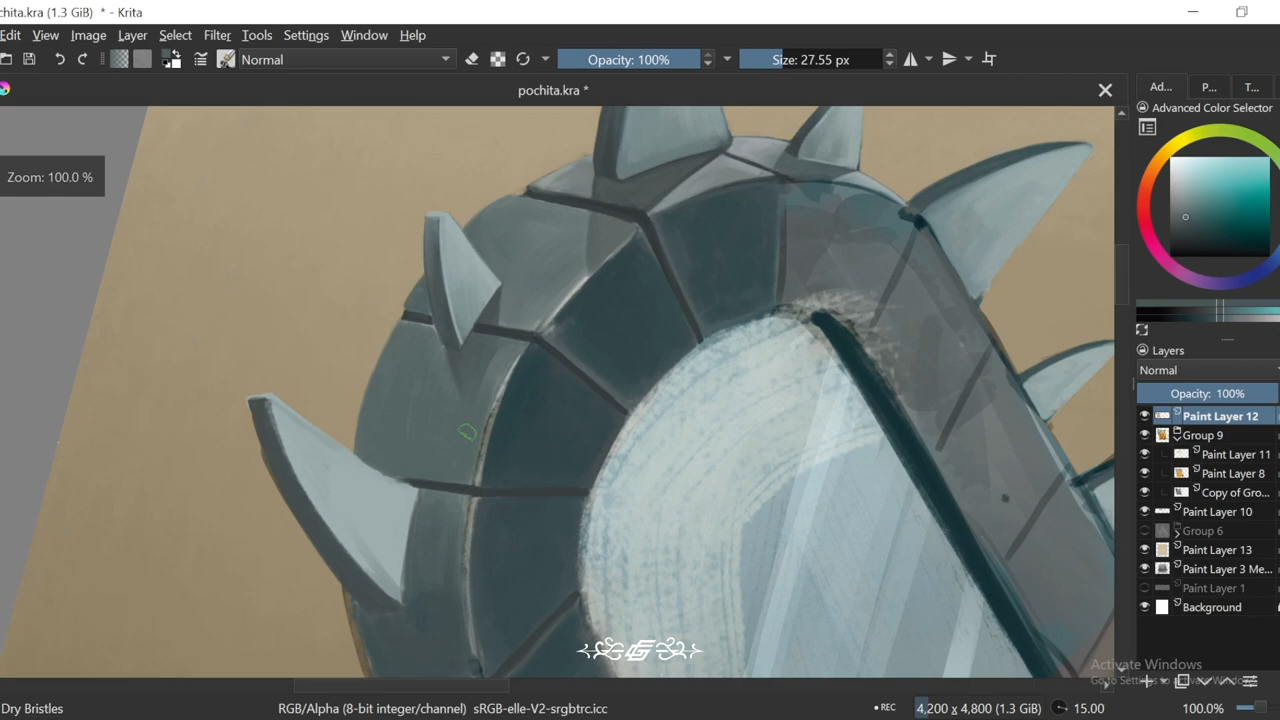 chita.kra (1.3 GiB) * - Krita
Edit View Image Layer Select Filter Tools Settings Window Help
Normal Opacity: 100% Size: 27.55 px
pochita.kra *
Ad... P... T...
Advanced Color Selector
Zoom: 100.0 %
Layers
Normal
Opacity: 100%
Paint Layer 12
Group 9
Paint Layer 11
Paint Layer 8
Copy of Gro...
Paint Layer 10
Group 6
Paint Layer 13
Paint Layer 3 Me...
Paint Layer 1
Background
Activate Windows
Dry Bristles RGB/Alpha (8-bit integer/channel) sRGB-elle-V2-srgbtrc.icc REC 4,200 x 4,800 (1.3 GiB) 15.00 100.0%